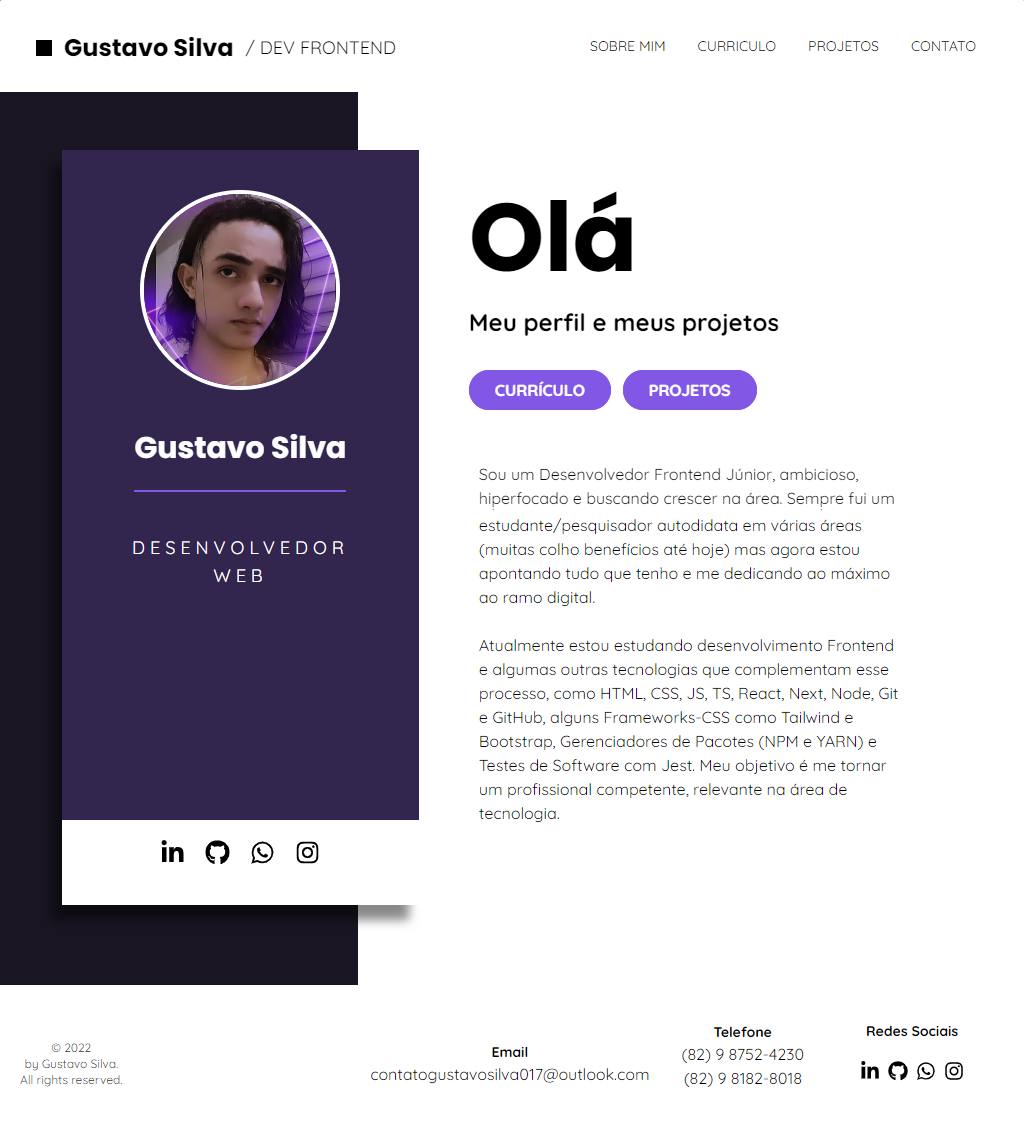 Gustavo Silva / DEV FRONTEND
SOBRE MIM CURRICULO PROJETOS CONTATO
Gustavo Silva
DESENVOLVEDOR
WEB
Olá
Meu perfil e meus projetos
CURRÍCULO PROJETOS
Sou um Desenvolvedor Frontend Júnior, ambicioso,
hiperfocado e buscando crescer na área. Sempre fui um
estudante/pesquisador autodidata em várias áreas
(muitas colho benefícios até hoje) mas agora estou
apontando tudo que tenho e me dedicando ao máximo
ao ramo digital.
Atualmente estou estudando desenvolvimento Frontend
e algumas outras tecnologias que complementam esse
processo, como HTML, CSS, JS, TS, React, Next, Node, Git
e GitHub, alguns Frameworks-CSS como Tailwind e
Bootstrap, Gerenciadores de Pacotes (NPM e YARN) e
Testes de Software com Jest. Meu objetivo é me tornar
um profissional competente, relevante na área de
tecnologia.
© 2022
by Gustavo Silva.
All rights reserved.
Email
contatogustavosilva017@outlook.com
Telefone
(82) 9 8752-4230
(82) 9 8182-8018
Redes Sociais